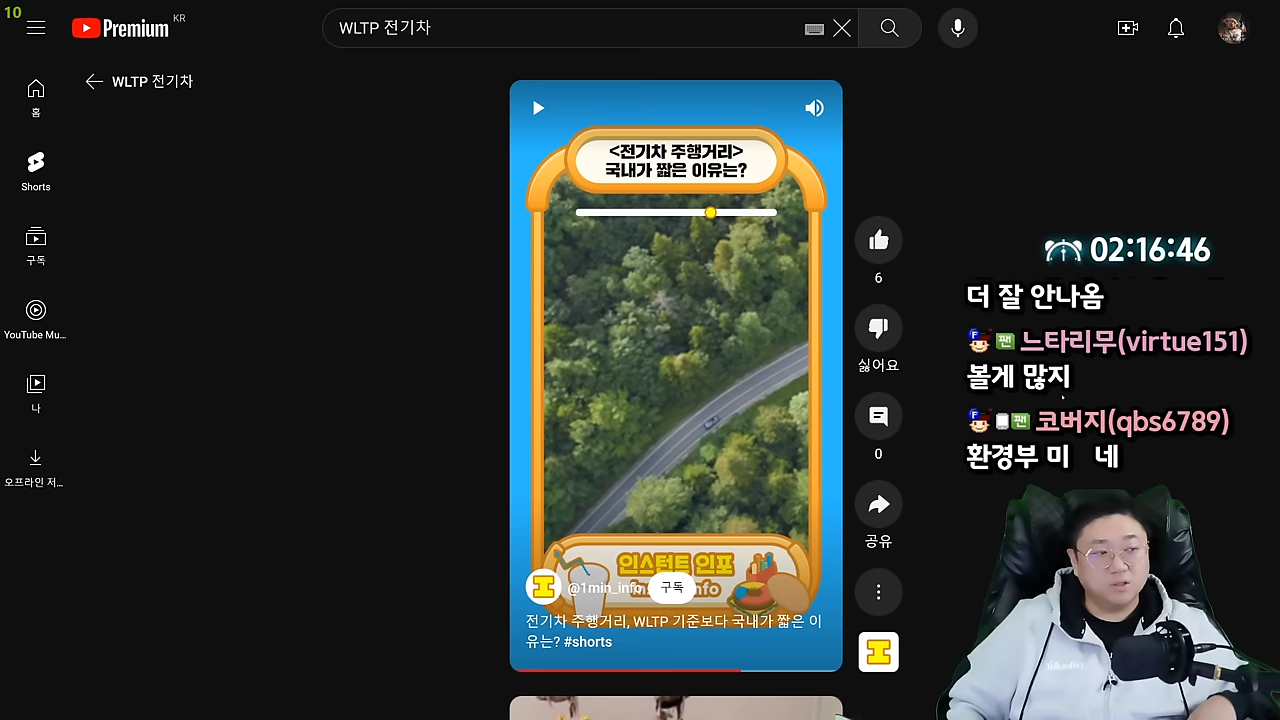 10
Premium KR
WLTP 전기차
WLTP 전기차
홈
Shorts
구독
YouTube Mu...
나
오프라인 저...
<전기차 주행거리>
국내가 짧은 이유는?
인스턴트 인포
@1min_info
구독
전기차 주행거리, WLTP 기준보다 국내가 짧은 이
유는? #shorts
6
싫어요
0
공유
02:16:46
더 잘 안나옴
느타리무(virtue151)
볼게 많지
코버지(qbs6789)
환경부 미 네